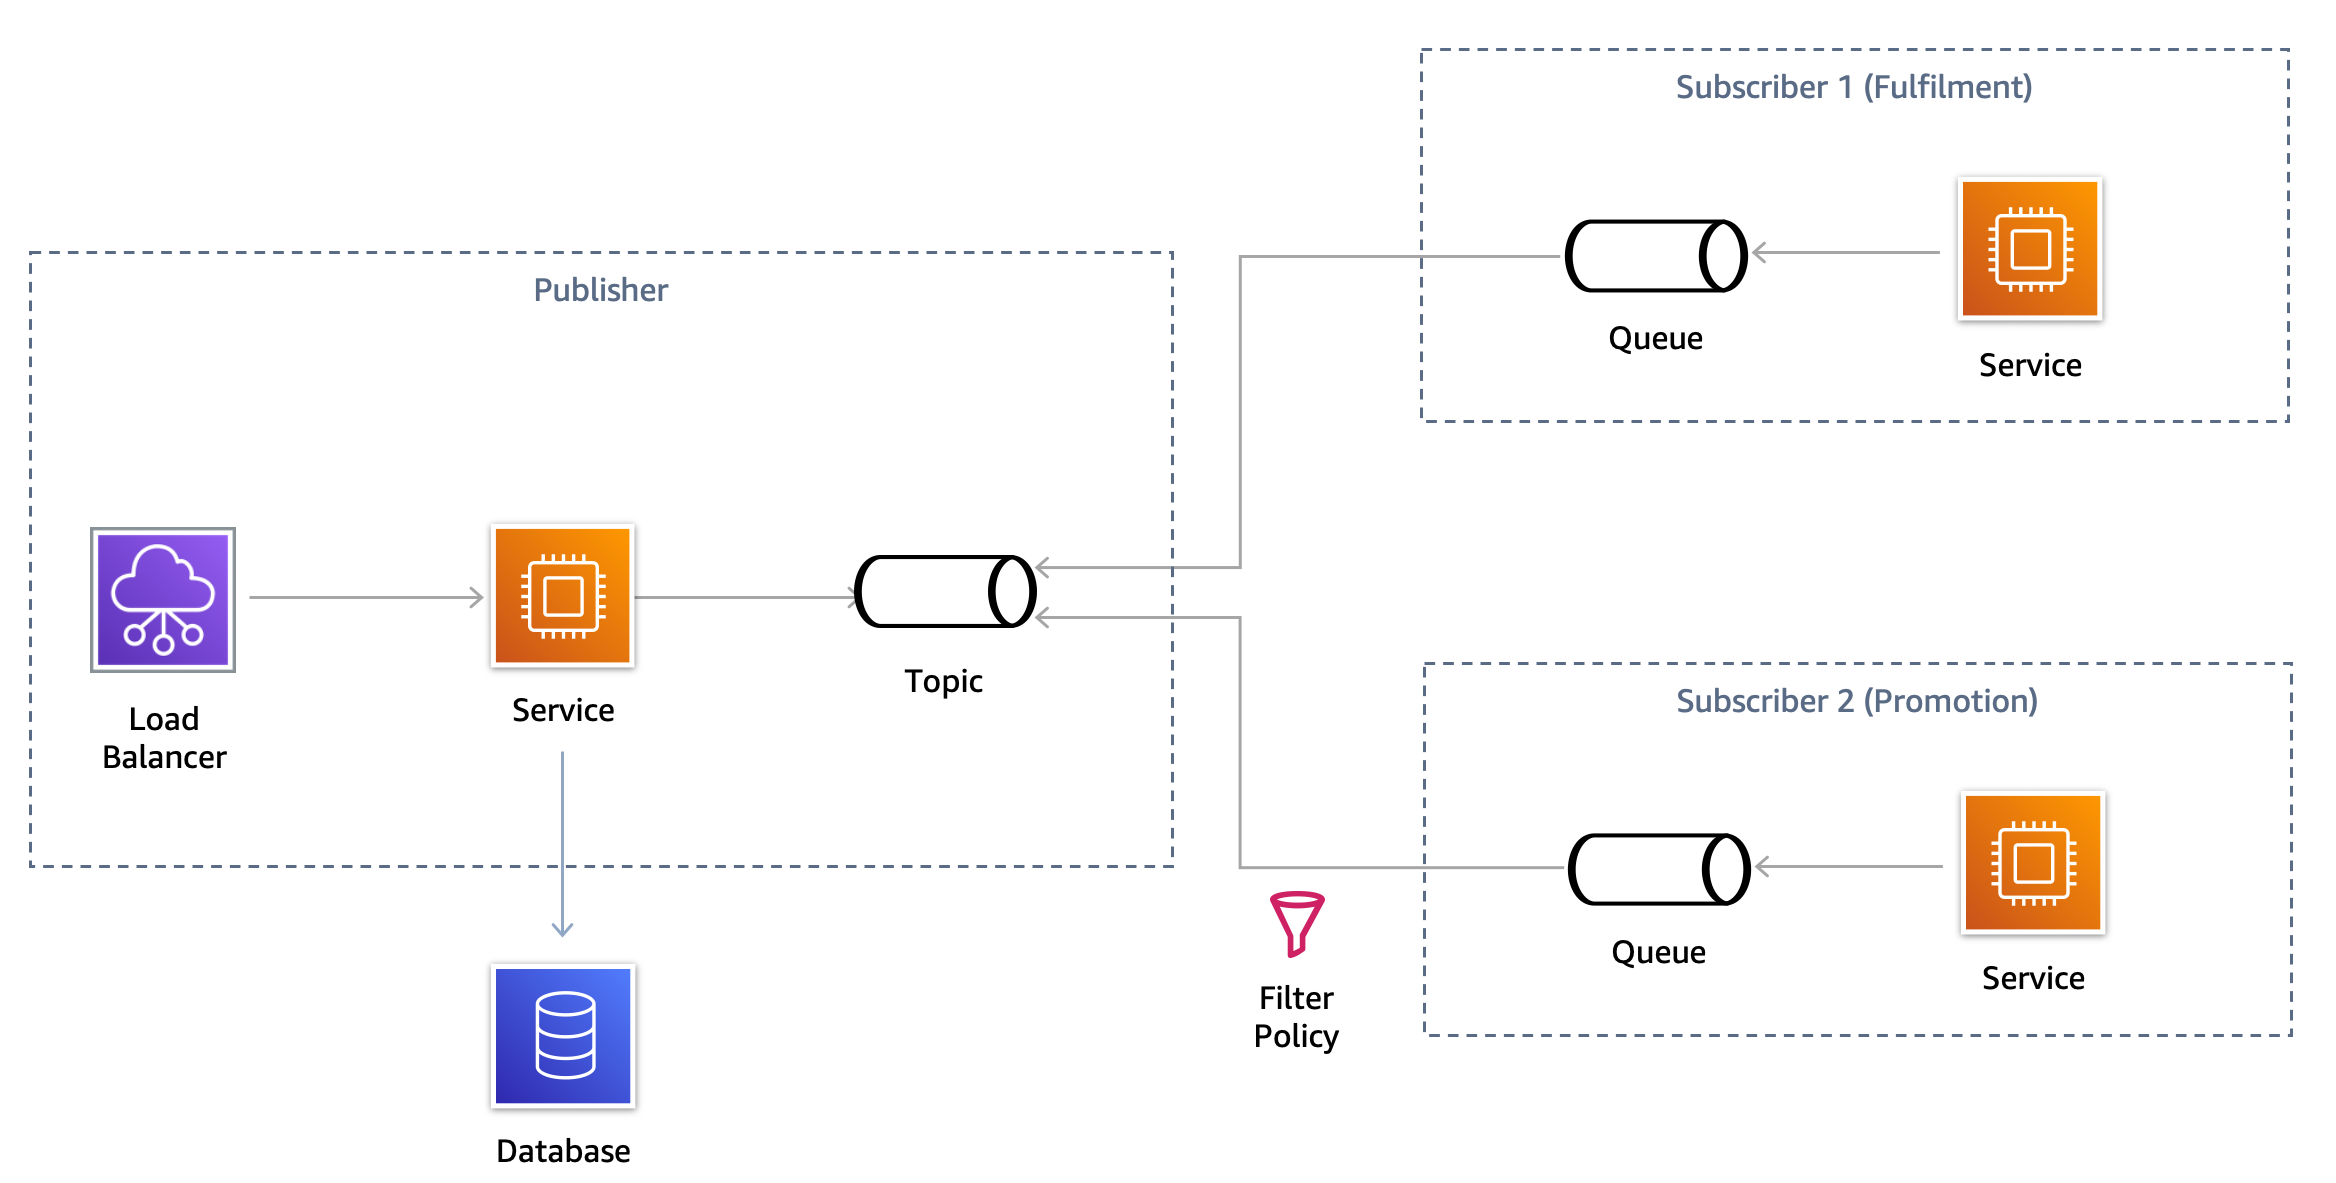 Subscriber 1 (Fulfilment)
Queue
Service
Publisher
Load
Balancer
Service
Topic
Database
Filter
Policy
Subscriber 2 (Promotion)
Queue
Service